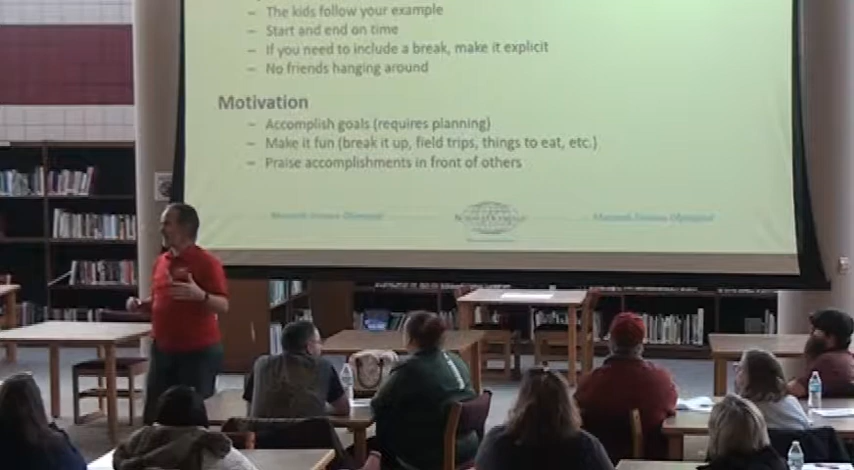 – The kids follow your example
– Start and end on time
– If you need to include a break, make it explicit
– No friends hanging around
Motivation
– Accomplish goals (requires planning)
– Make it fun (break it up, field trips, things to eat, etc.)
– Praise accomplishments in front of others